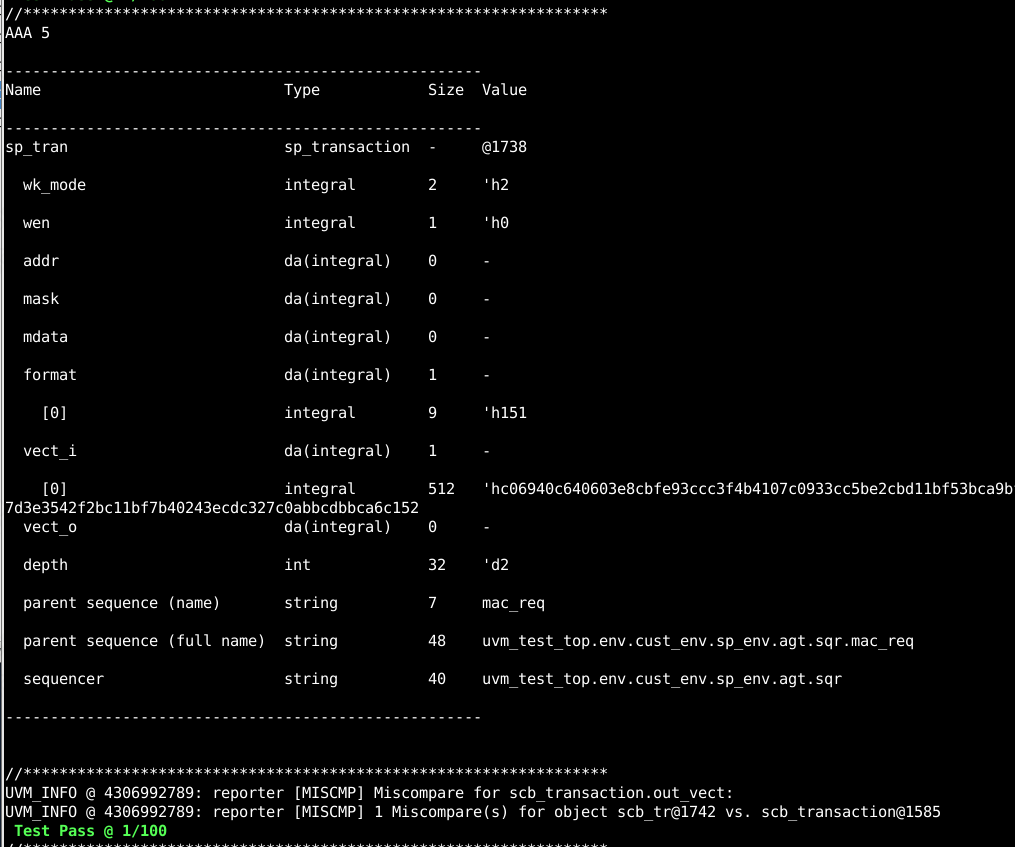 //*****************************************************************
AAA 5
-----------------------------------------------------
Name Type Size Value
-----------------------------------------------------
sp_tran sp_transaction - @1738
wk_mode integral 2 'h2
wen integral 1 'h0
addr da(integral) 0 -
mask da(integral) 0 -
mdata da(integral) 0 -
format da(integral) 1 -
[0] integral 9 'h151
vect_i da(integral) 1 -
[0] integral 512 'hc06940c640603e8cbfe93ccc3f4b4107c0933cc5be2cbd11bf53bca9b
7d3e3542f2bc11bf7b40243ecdc327c0abbcdbbca6c152
vect_o da(integral) 0 -
depth int 32 'd2
parent sequence (name) string 7 mac_req
parent sequence (full name) string 48 uvm_test_top.env.cust_env.sp_env.agt.sqr.mac_req
sequencer string 40 uvm_test_top.env.cust_env.sp_env.agt.sqr
-----------------------------------------------------
//*****************************************************************
UVM_INFO @ 4306992789: reporter [MISCMP] Miscompare for scb_transaction.out_vect:
UVM_INFO @ 4306992789: reporter [MISCMP] 1 Miscompare(s) for object scb_tr@1742 vs. scb_transaction@1585
Test Pass @ 1/100
//*****************************************************************